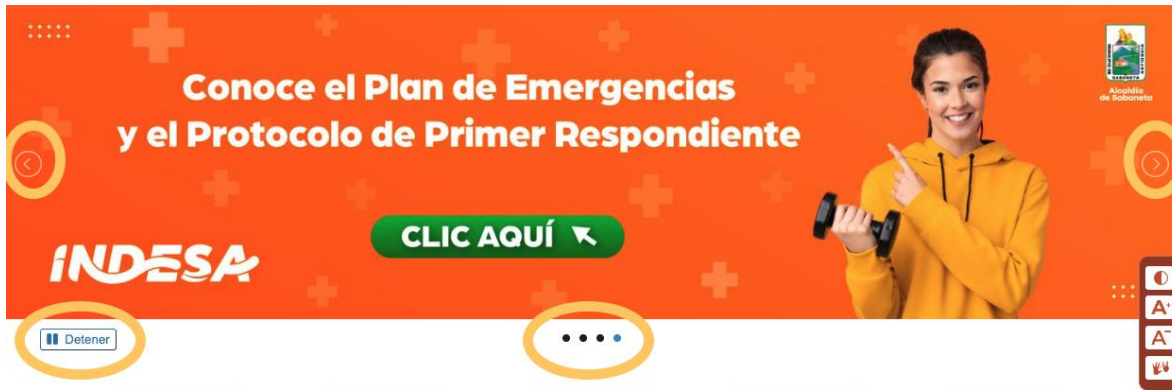 Conoce el Plan de Emergencias
y el Protocolo de Primer Respondiente
Alcaldía
de Sabaneta
CLIC AQUÍ
INDESA
Detener
A+
A-